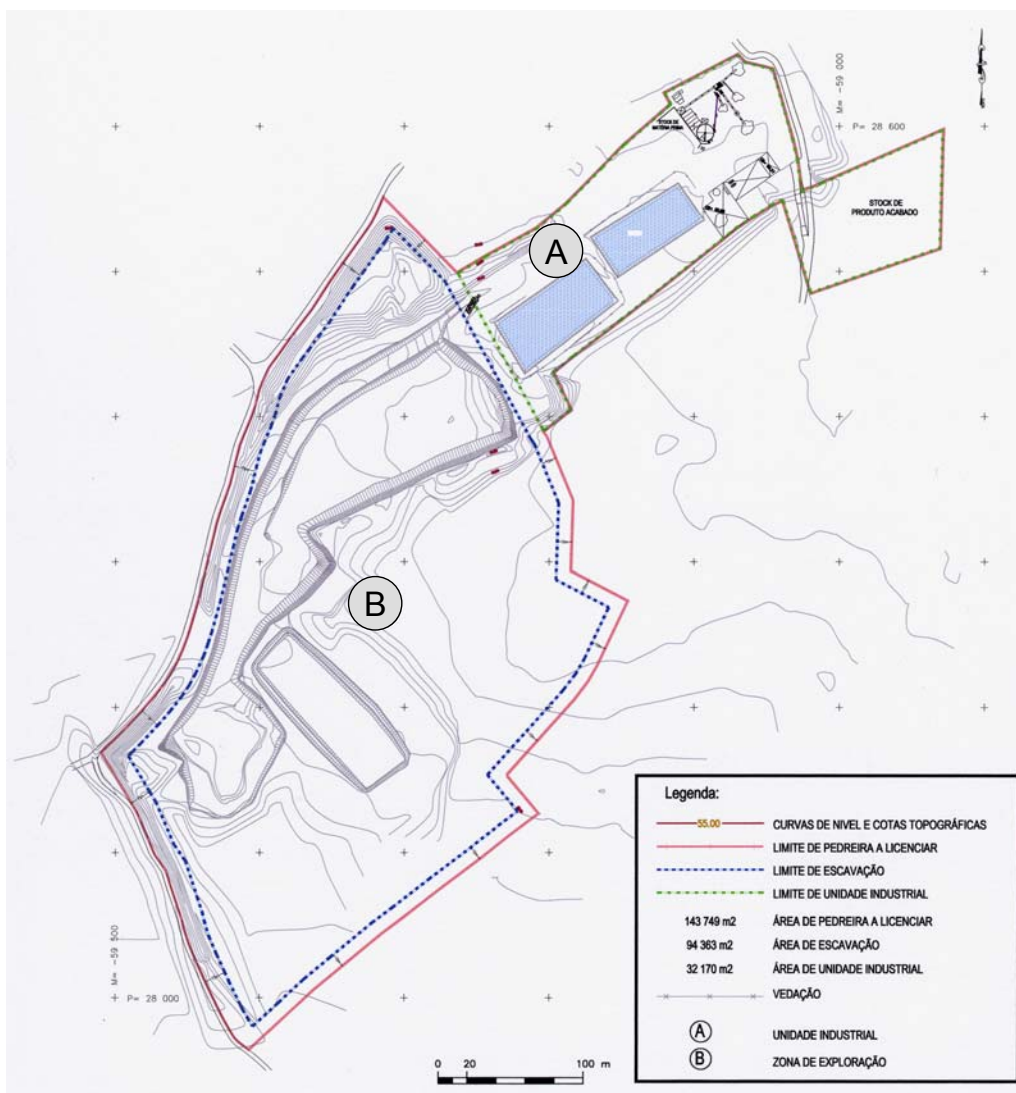 M= -59 000
P= 28 600
STOCK DE
MATÉRIA PRIMA
STOCK DE
PRODUTO ACABADO
A
B
M= -59 500
P= 28 000
0 20 100 m
Legenda:
55.00 CURVAS DE NIVEL E COTAS TOPOGRÁFICAS
LIMITE DE PEDREIRA A LICENCIAR
LIMITE DE ESCAVAÇÃO
LIMITE DE UNIDADE INDUSTRIAL
143 749 m2 ÁREA DE PEDREIRA A LICENCIAR
94 363 m2 ÁREA DE ESCAVAÇÃO
32 170 m2 ÁREA DE UNIDADE INDUSTRIAL
VEDAÇÃO
A UNIDADE INDUSTRIAL
B ZONA DE EXPLORAÇÃO